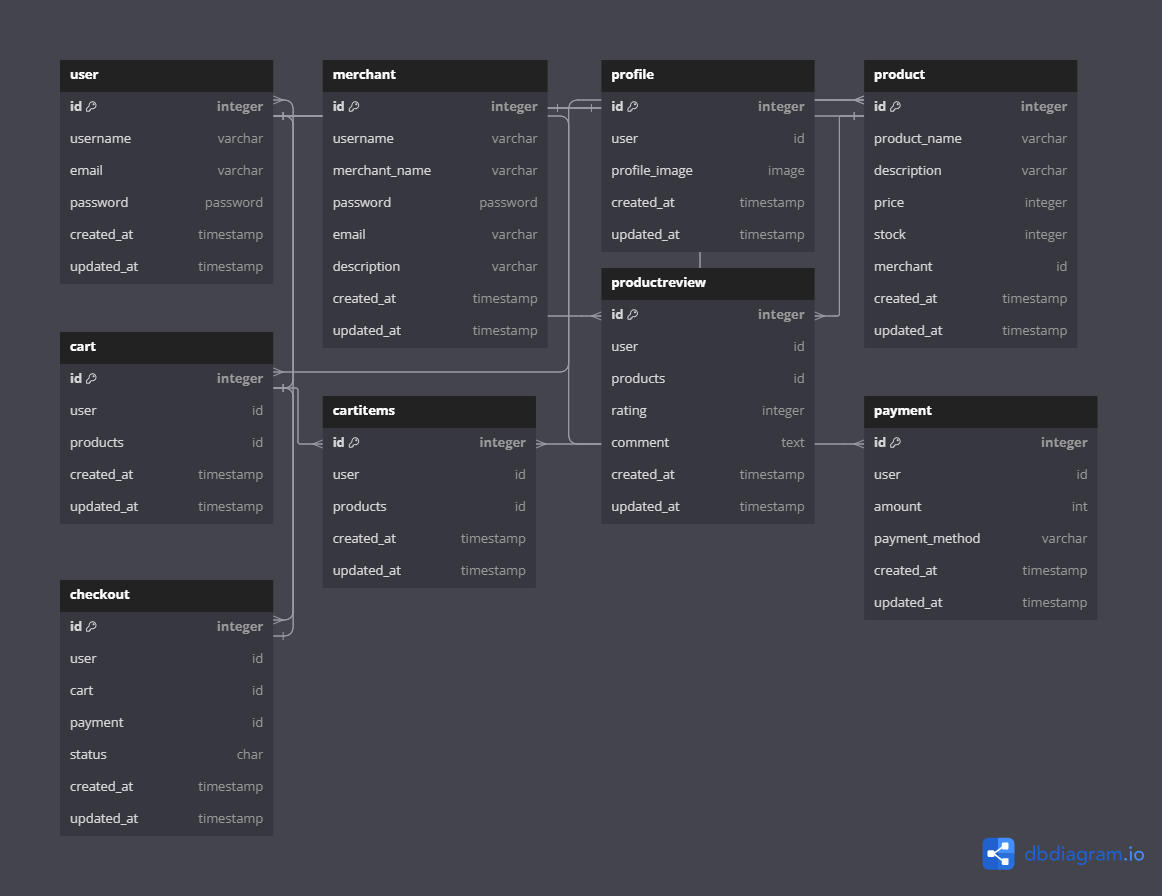 user
id integer
username varchar
email varchar
password password
created_at timestamp
updated_at timestamp
merchant
id integer
username varchar
merchant_name varchar
password password
email varchar
description varchar
created_at timestamp
updated_at timestamp
profile
id integer
user id
profile_image image
created_at timestamp
updated_at timestamp
product
id integer
product_name varchar
description varchar
price integer
stock integer
merchant id
created_at timestamp
updated_at timestamp
productreview
id integer
user id
products id
rating integer
comment text
created_at timestamp
updated_at timestamp
cart
id integer
user id
products id
created_at timestamp
updated_at timestamp
cartitems
id integer
user id
products id
created_at timestamp
updated_at timestamp
payment
id integer
user id
amount int
payment_method varchar
created_at timestamp
updated_at timestamp
checkout
id integer
user id
cart id
payment id
status char
created_at timestamp
updated_at timestamp
dbdiagram.io